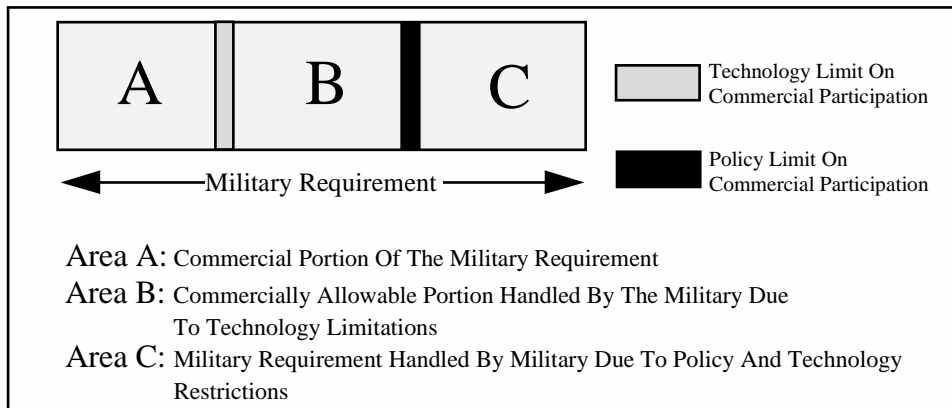 A
B
C
Technology Limit On
Commercial Participation
Policy Limit On
Commercial Participation
Military Requirement
Area A: Commercial Portion Of The Military Requirement
Area B: Commercially Allowable Portion Handled By The Military Due
To Technology Limitations
Area C: Military Requirement Handled By Military Due To Policy And Technology
Restrictions